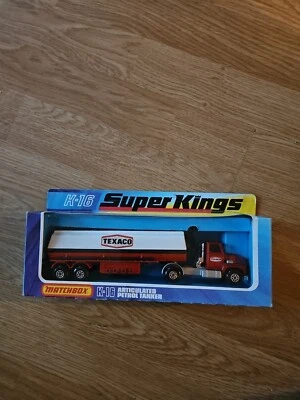 K-16 Super Kings
TEXACO
MATCHBOX K-16 ARTICULATED
PETROL TANKER